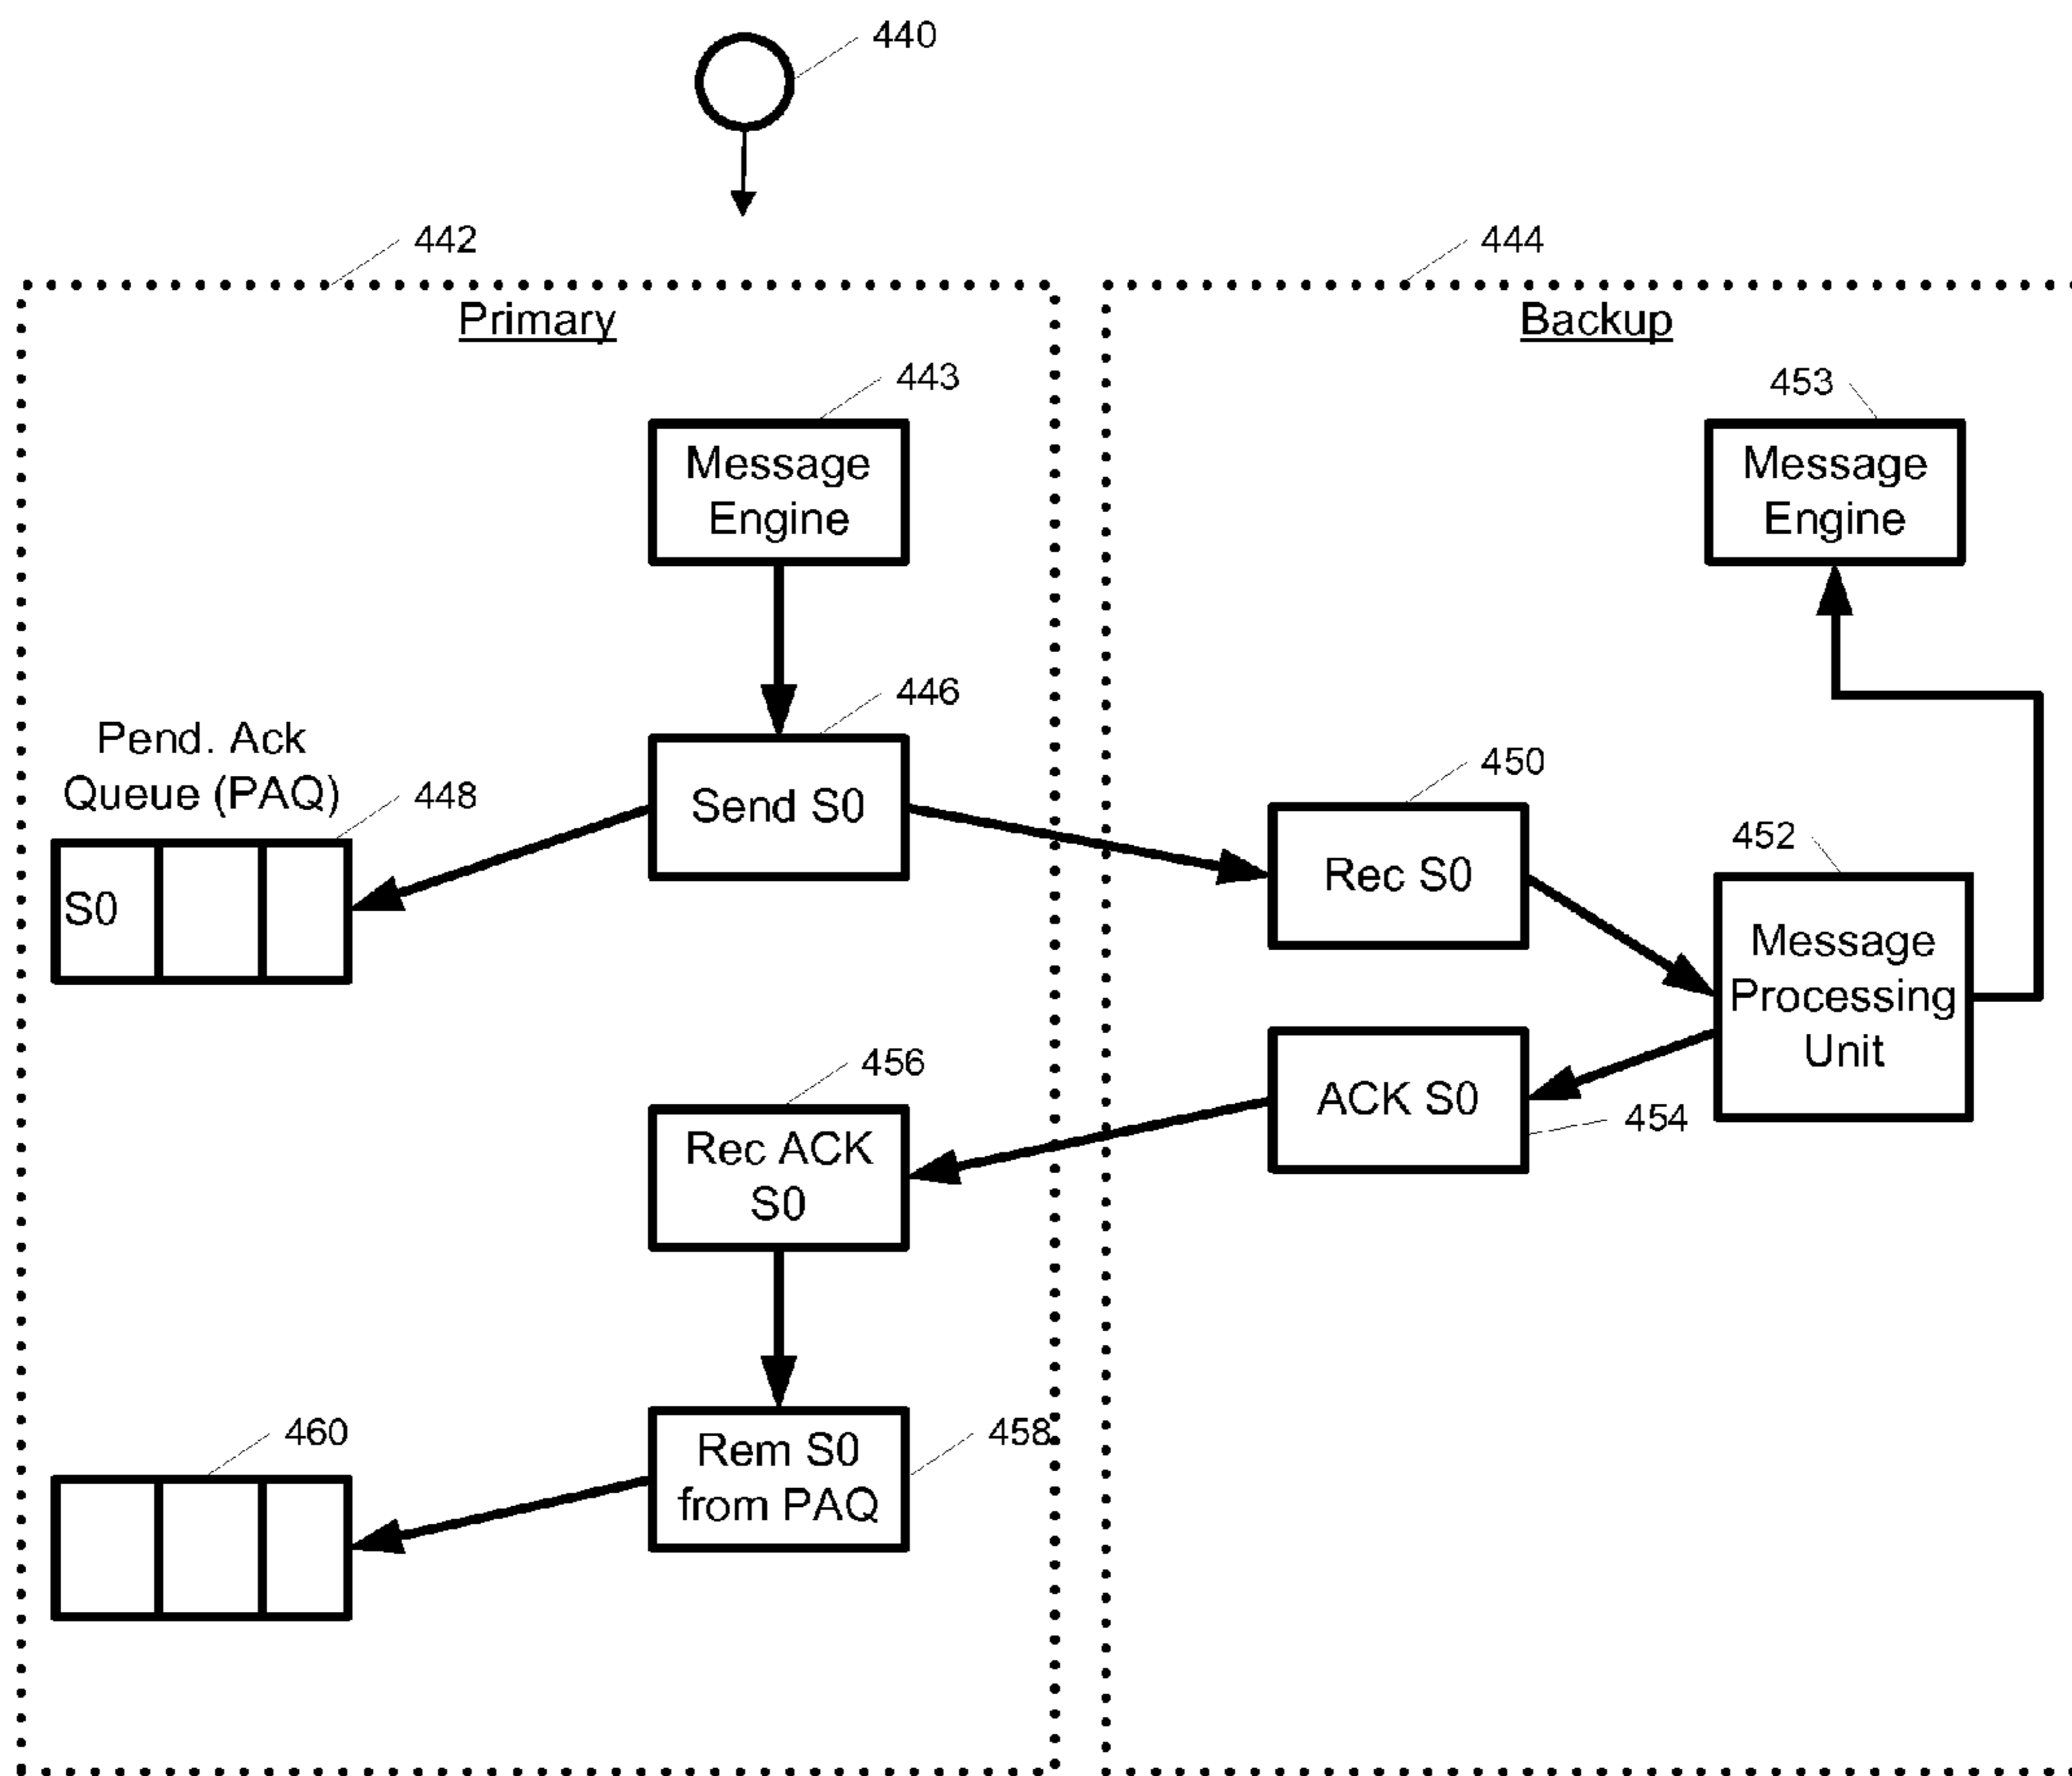 440
442
444
Primary
Backup
443
453
Message
Engine
Message
Engine
446
Pend. Ack
Queue (PAQ)
448
450
Send S0
452
Rec S0
S0
Message
Processing
Unit
456
ACK S0
454
Rec ACK
S0
460
458
Rem S0
from PAQ